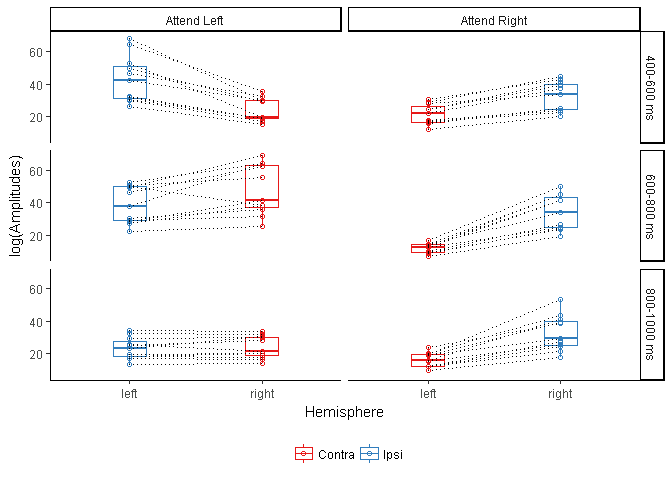 Attend Left Attend Right
60
40
20
400-600 ms
60
40
20
600-800 ms
log(Amplitudes)
60
40
20
800-1000 ms
left right left right
Hemisphere
Contra Ipsi